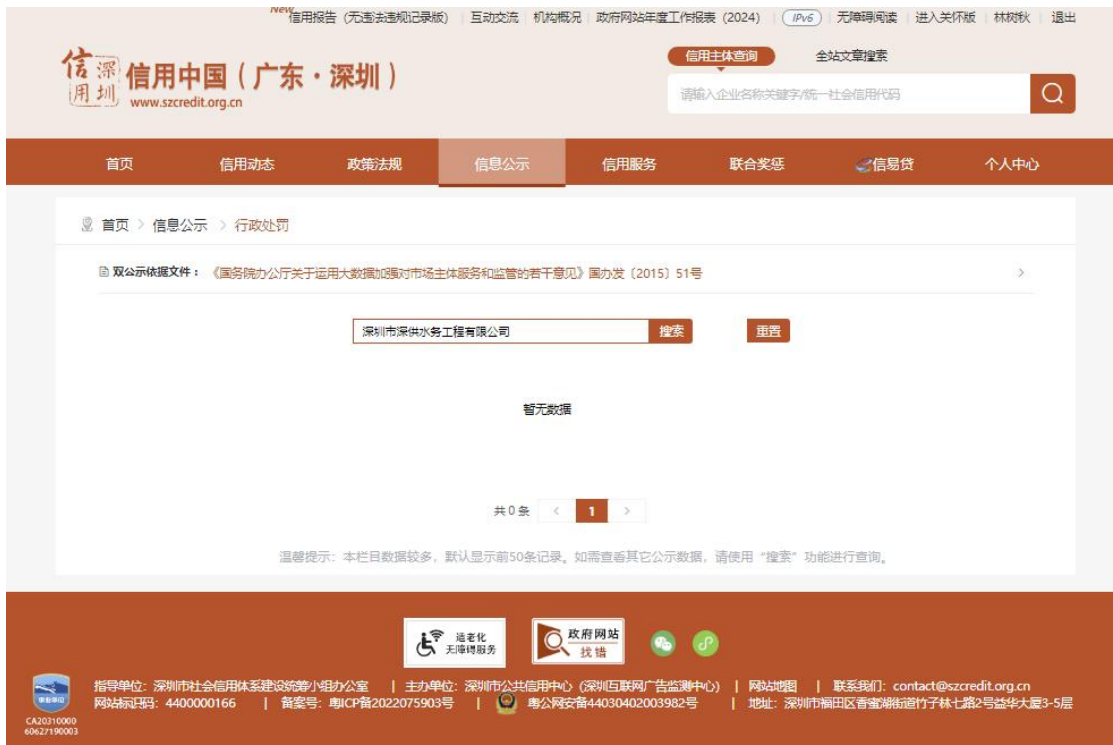 New
信用报告（无违法违规记录版） 互动交流 机构概况 政府网站年度工作报表（2024） IPv6 无障碍阅读 进入关怀版 林树秋 退出
信用 深圳
信用中国（广东·深圳）
www.szcredit.org.cn
信用主体查询 全站文章搜索
请输入企业名称关键字/统一社会信用代码
首页 信用动态 政策法规 信息公示 信用服务 联合奖惩 信易贷 个人中心
首页 > 信息公示 > 行政处罚
双公示依据文件： 《国务院办公厅关于运用大数据加强对市场主体服务和监管的若干意见》国办发〔2015〕51号 >
深圳市深供水务工程有限公司 搜索 重置
暂无数据
共 0 条 < 1 >
温馨提示：本栏目数据较多，默认显示前50条记录。如需查看其它公示数据，请使用“搜索”功能进行查询。
适老化
无障碍服务
政府网站
找错
指导单位：深圳市社会信用体系建设统筹小组办公室 | 主办单位：深圳市公共信用中心（深圳互联网广告监测中心） | 网站地图 | 联系我们：contact@szcredit.org.cn
网站标识码：4400000166 | 备案号：粤ICP备2022075903号 | 粤公网安备44030402003982号 | 地址：深圳市福田区香蜜湖街道竹子林七路2号益华大厦3-5层
事业单位
CA20310000
60627190003